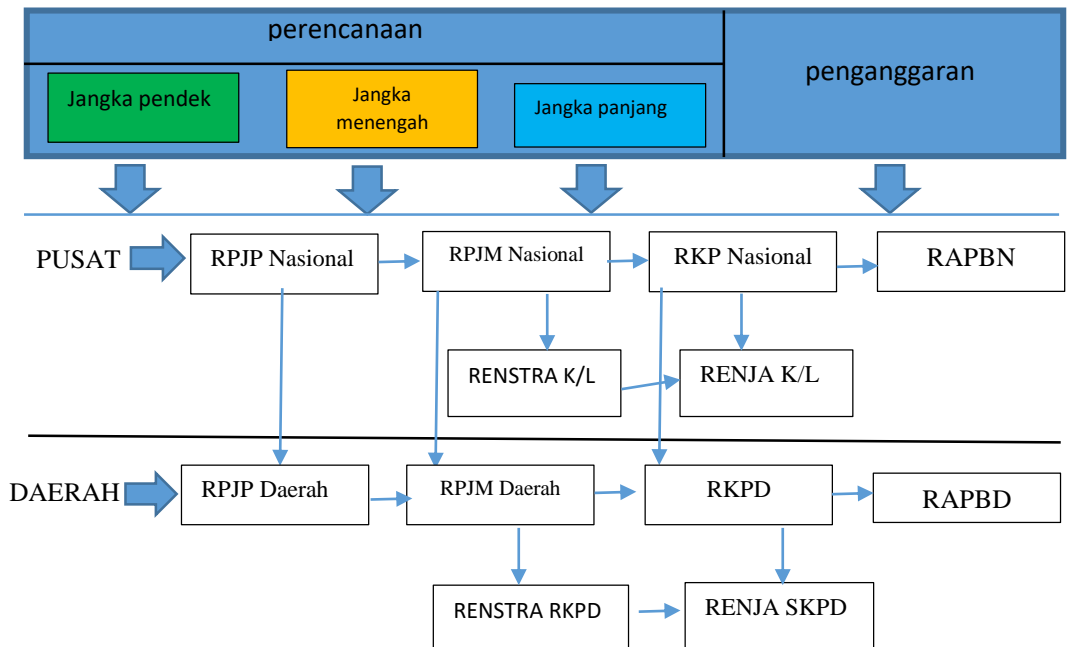 perencanaan
penganggaran
Jangka pendek
Jangka
menengah
Jangka panjang
PUSAT
RPJP Nasional
RPJM Nasional
RKP Nasional
RAPBN
RENSTRA K/L
RENJA K/L
DAERAH
RPJP Daerah
RPJM Daerah
RKPD
RAPBD
RENSTRA RKPD
RENJA SKPD